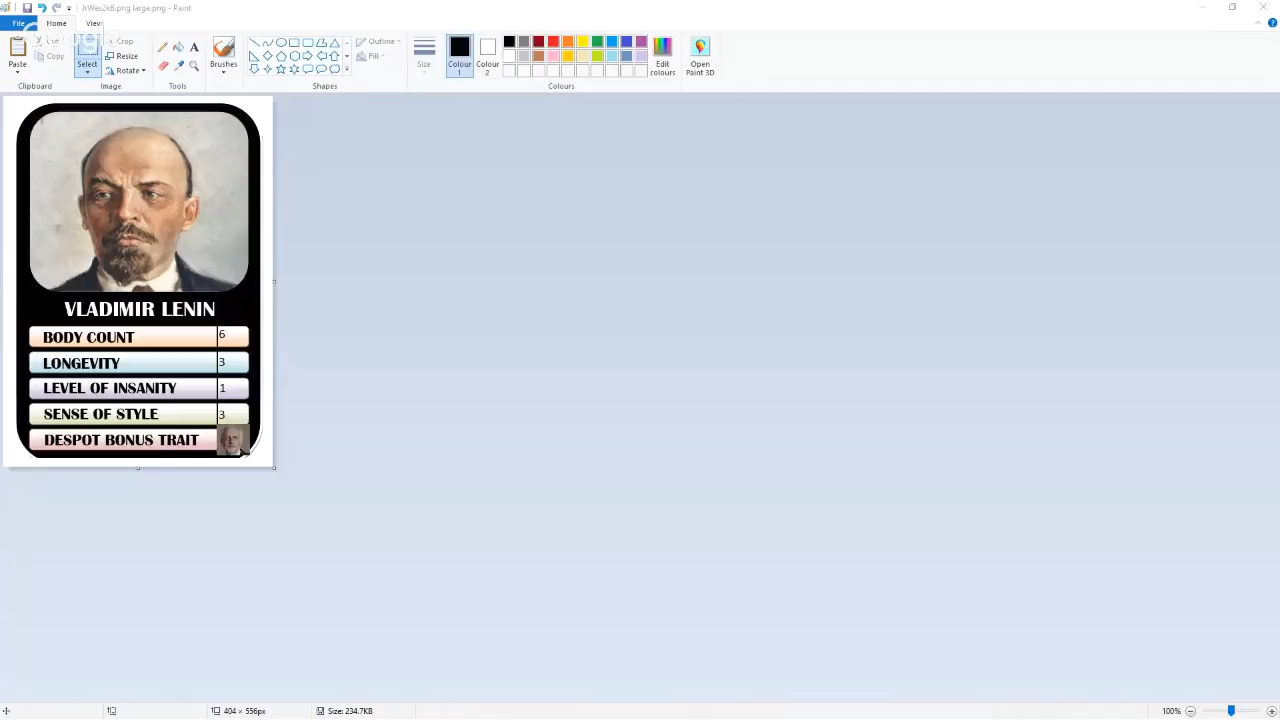 JrWes2kB.png large.png - Paint
File Home View
Paste
Cut
Copy
Clipboard
Select
Crop
Resize
Rotate
Image
Tools
Brushes
Shapes
Outline
Fill
Size
Colour 1
Colour 2
Colours
Edit colours
Open Paint 3D
VLADIMIR LENIN
BODY COUNT 6
LONGEVITY 3
LEVEL OF INSANITY 1
SENSE OF STYLE 3
DESPOT BONUS TRAIT
404 × 556px
Size: 234.7KB
100%